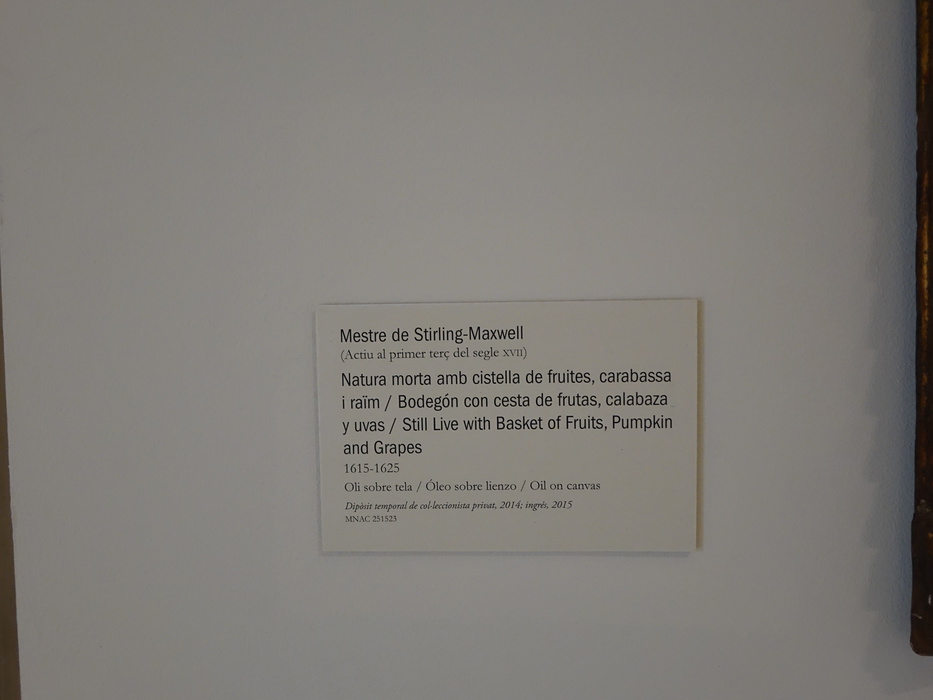 Mestre de Stirling-Maxwell
(Actiu al primer terç del segle XVII)
Natura morta amb cistella de fruites, carabassa
i raïm / Bodegón con cesta de frutas, calabaza
y uvas / Still Live with Basket of Fruits, Pumpkin
and Grapes
1615-1625
Oli sobre tela / Óleo sobre lienzo / Oil on canvas
Dipòsit temporal de col·leccionista privat, 2014; ingrés, 2015
MNAC 251523